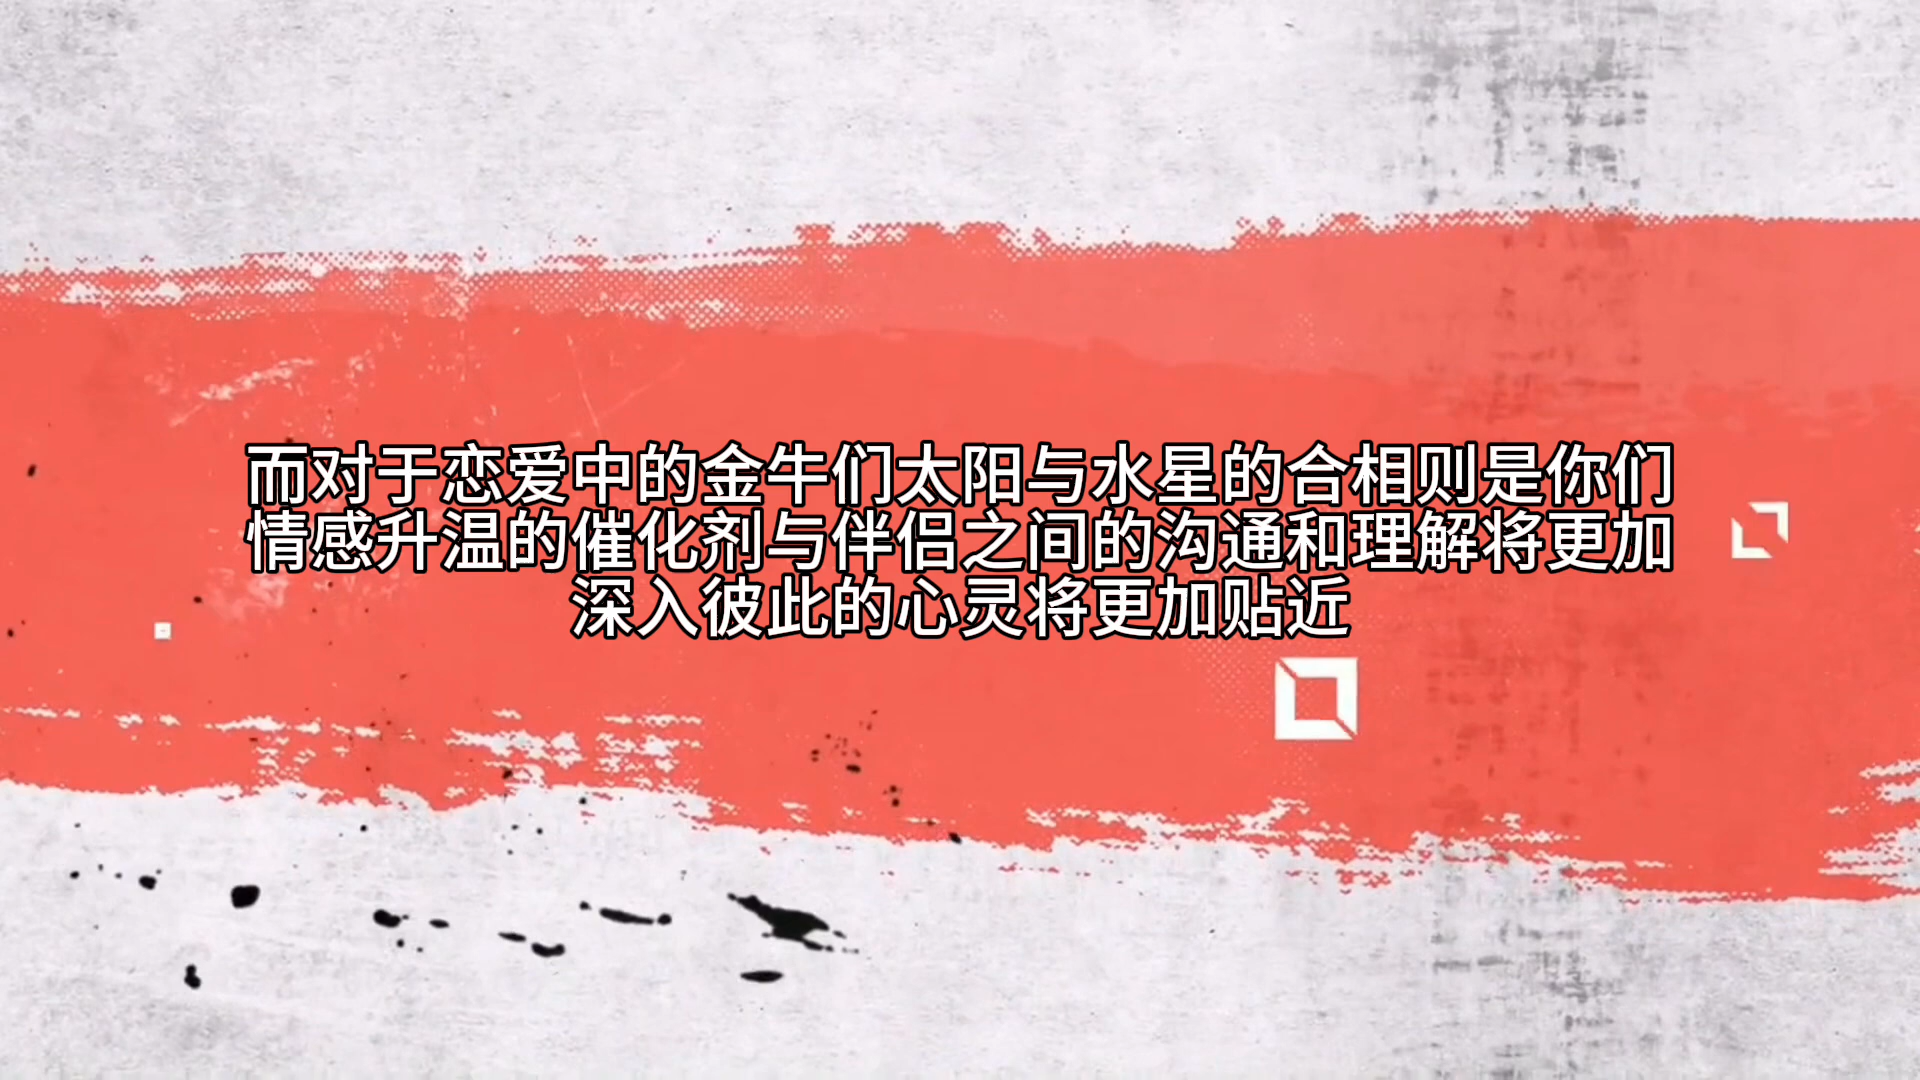 而对于恋爱中的金牛们太阳与水星的合相则是你们
情感升温的催化剂与伴侣之间的沟通和理解将更加
深入彼此的心灵将更加贴近